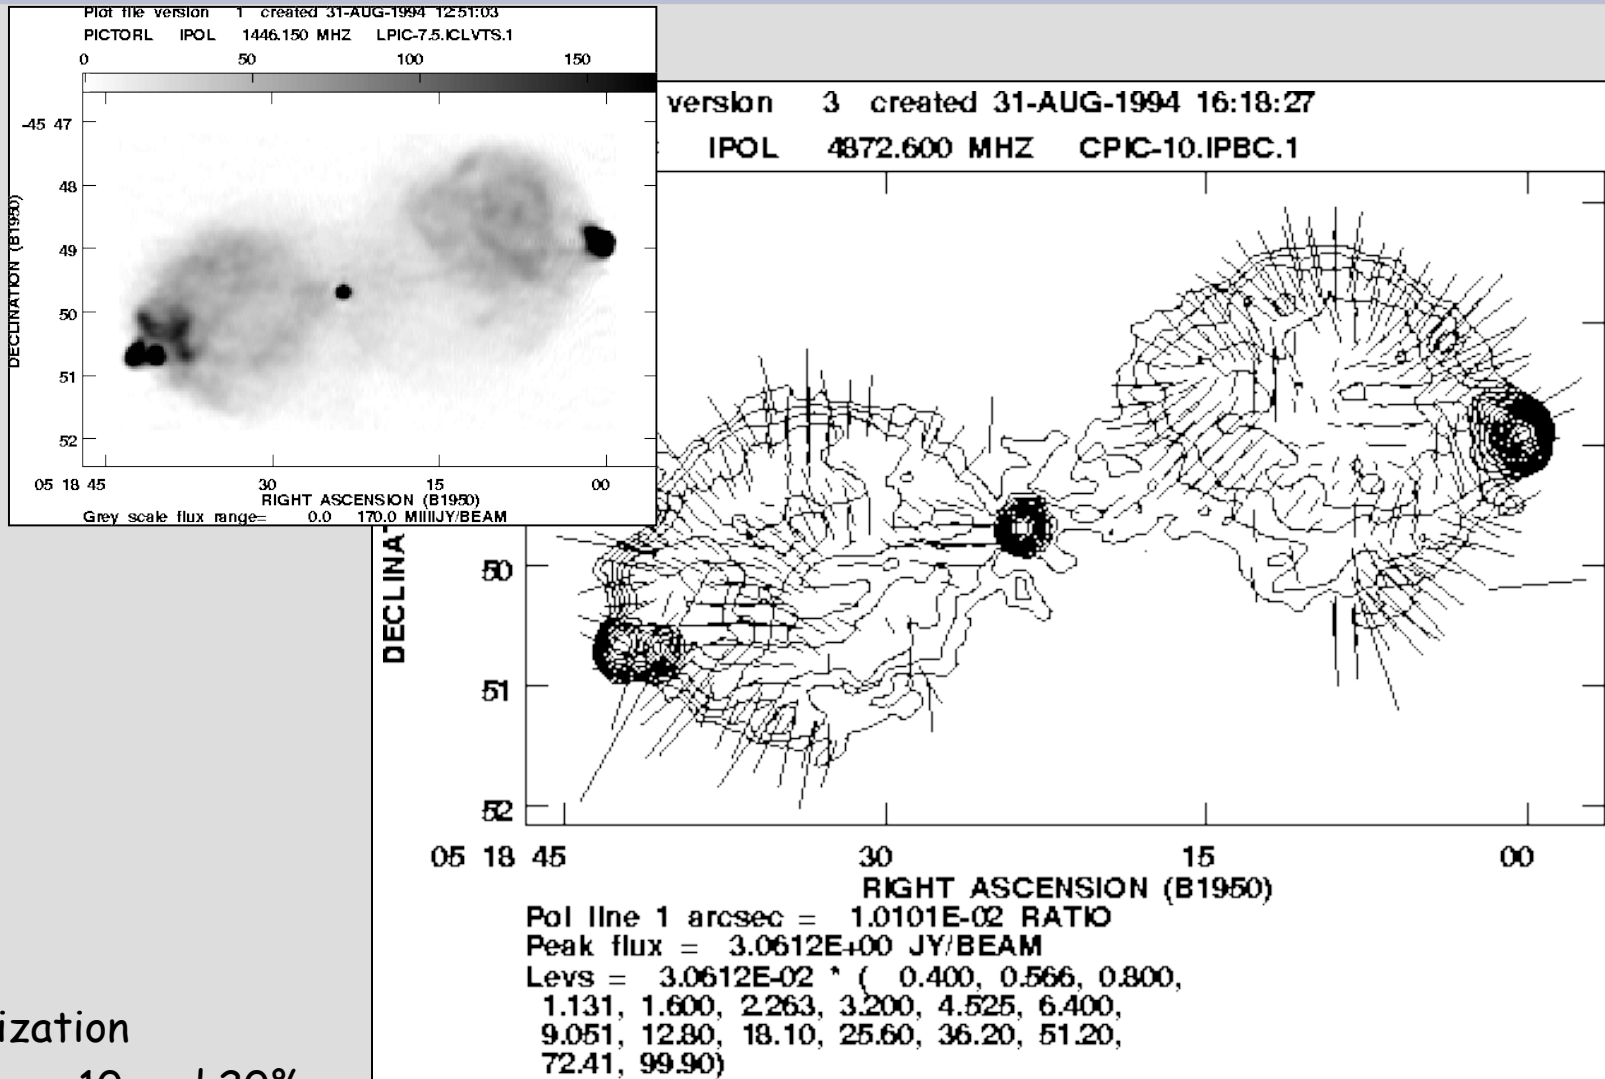 Plot file version 1 created 31-AUG-1994 12:51:03
PICTORL IPOL 1446.150 MHZ LPIC-7.5.ICLVTS.1
0 50 100 150
-45 47
48
49
50
51
52
DECLINATION (B1950)
05 18 45 30 15 00
RIGHT ASCENSION (B1950)
Grey scale flux range= 0.0 170.0 MilliJY/BEAM
version 3 created 31-AUG-1994 16:18:27
IPOL 4872.600 MHZ CPIC-10.IPBC.1
DECLINAT
50
51
52
05 18 45 30 15 00
RIGHT ASCENSION (B1950)
Pol line 1 arcsec = 1.0101E-02 RATIO
Peak flux = 3.0612E+00 JY/BEAM
Levs = 3.0612E-02 * ( 0.400, 0.566, 0.800,
1.131, 1.600, 2.263, 3.200, 4.525, 6.400,
9.051, 12.80, 18.10, 25.60, 36.20, 51.20,
72.41, 99.90)
ization